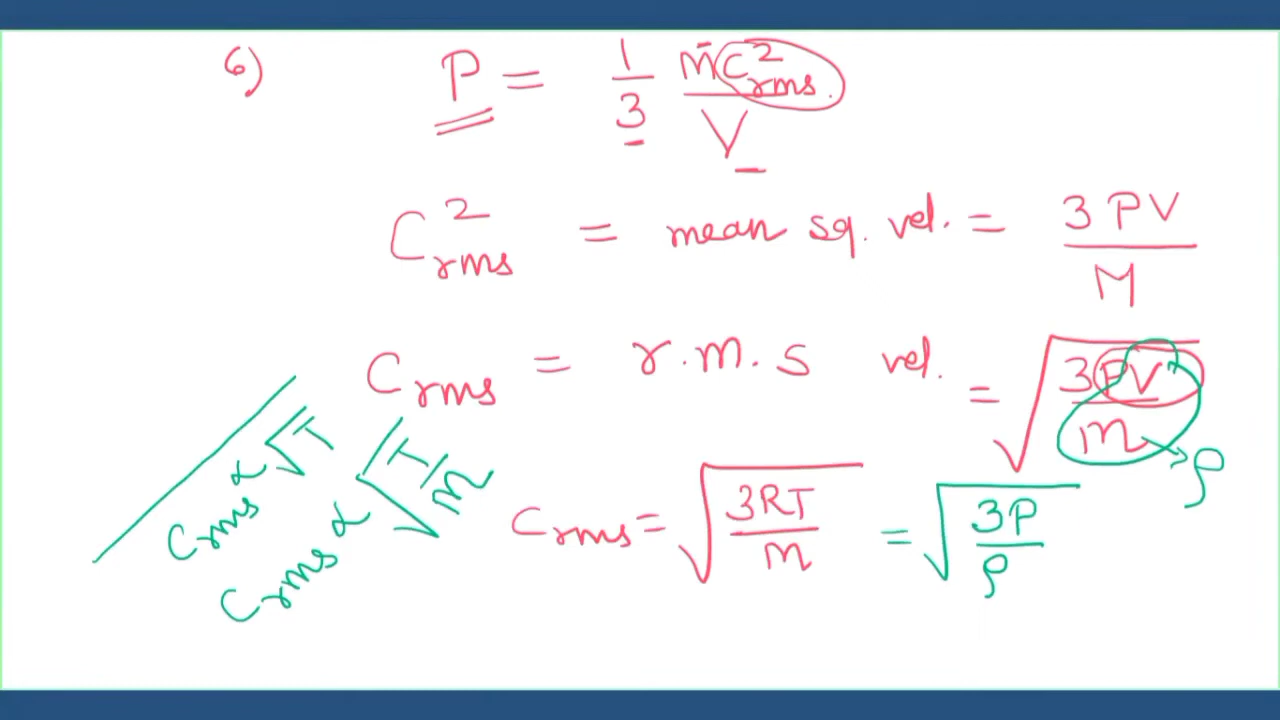 6) P = 1/3 MC²rms / V
C²rms = mean sq. vel. = 3PV / M
Crms = r.m.s vel. = √(3PV / m) → ρ
Crms = √(3RT / m) = √(3P / ρ)
Crms ∝ √T
Crms ∝ √(T/M)